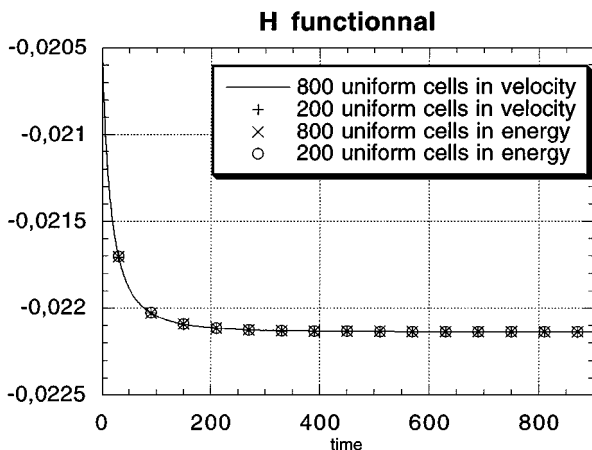 H functionnal
-0,0205
-0,021
-0,0215
-0,022
-0,0225
800 uniform cells in velocity
200 uniform cells in velocity
800 uniform cells in energy
200 uniform cells in energy
0 200 400 600 800
time